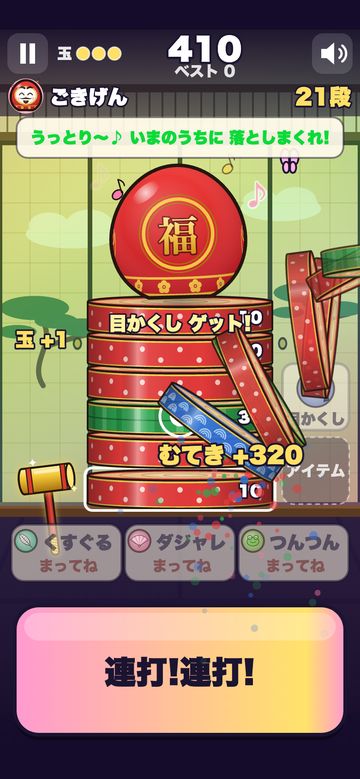 玉
410
ベスト 0
ごきげん
21段
うっとり〜♪ いまのうちに 落としまくれ!
福
10
目かくし ゲット!
玉 +1
目かくし
むてき +320
アイテム
10
くすぐる
まってね
ダジャレ
まってね
つんつん
まってね
連打!連打!